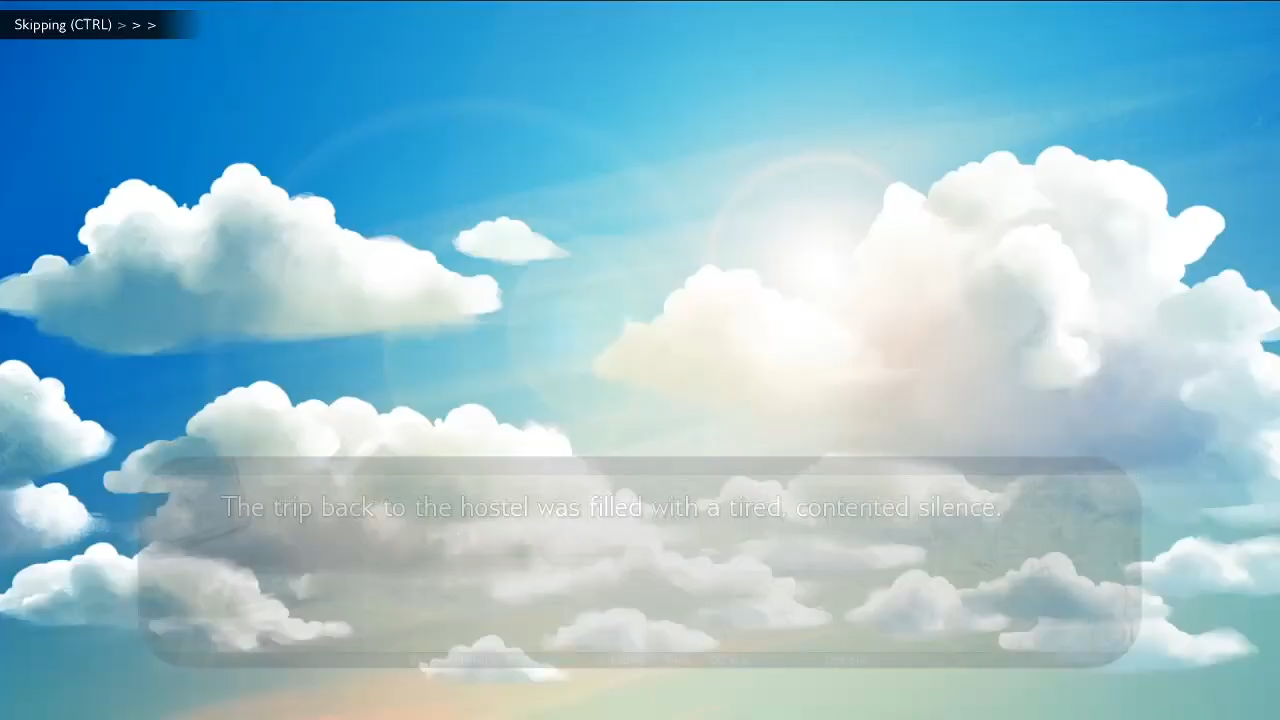 Skipping (CTRL) > > >
The trip back to the hostel was filled with a tired, contented silence.